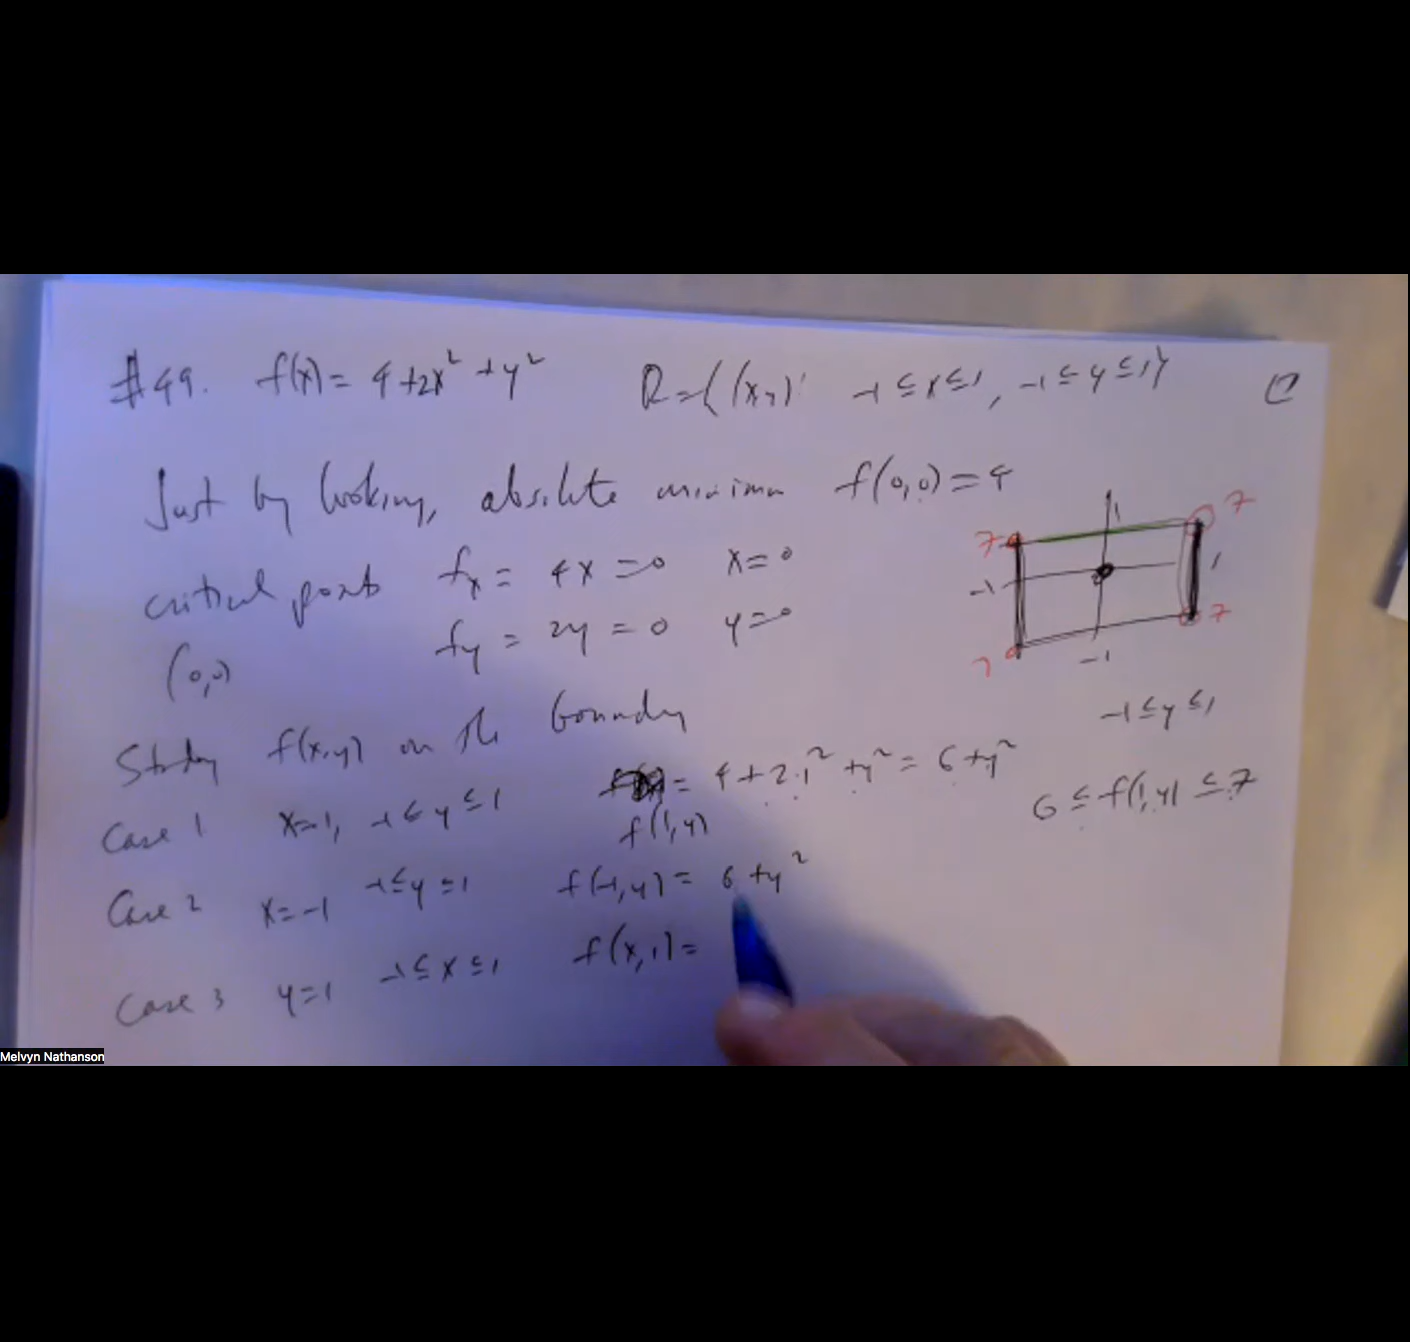 #49. f(x) = 4+2x²+y² R={(x,y): -1≤x≤1, -1≤y≤1}
Just by looking, absolute minimum f(0,0)=4
critical points fx = 4x=0 x=0
(0,0) fy = 2y=0 y=0
Study f(x,y) on the boundary
Case 1 x=1, -1≤y≤1 = 4+2·1²+y² = 6+y²
f(1,y)
-1≤y≤1
6≤f(1,y)≤7
Case 2 x=-1 -1≤y≤1 f(-1,y)= 6+y²
Case 3 y=1 -1≤x≤1 f(x,1)=
1
7
7
-1
1
7
7
-1
Melvyn Nathanson